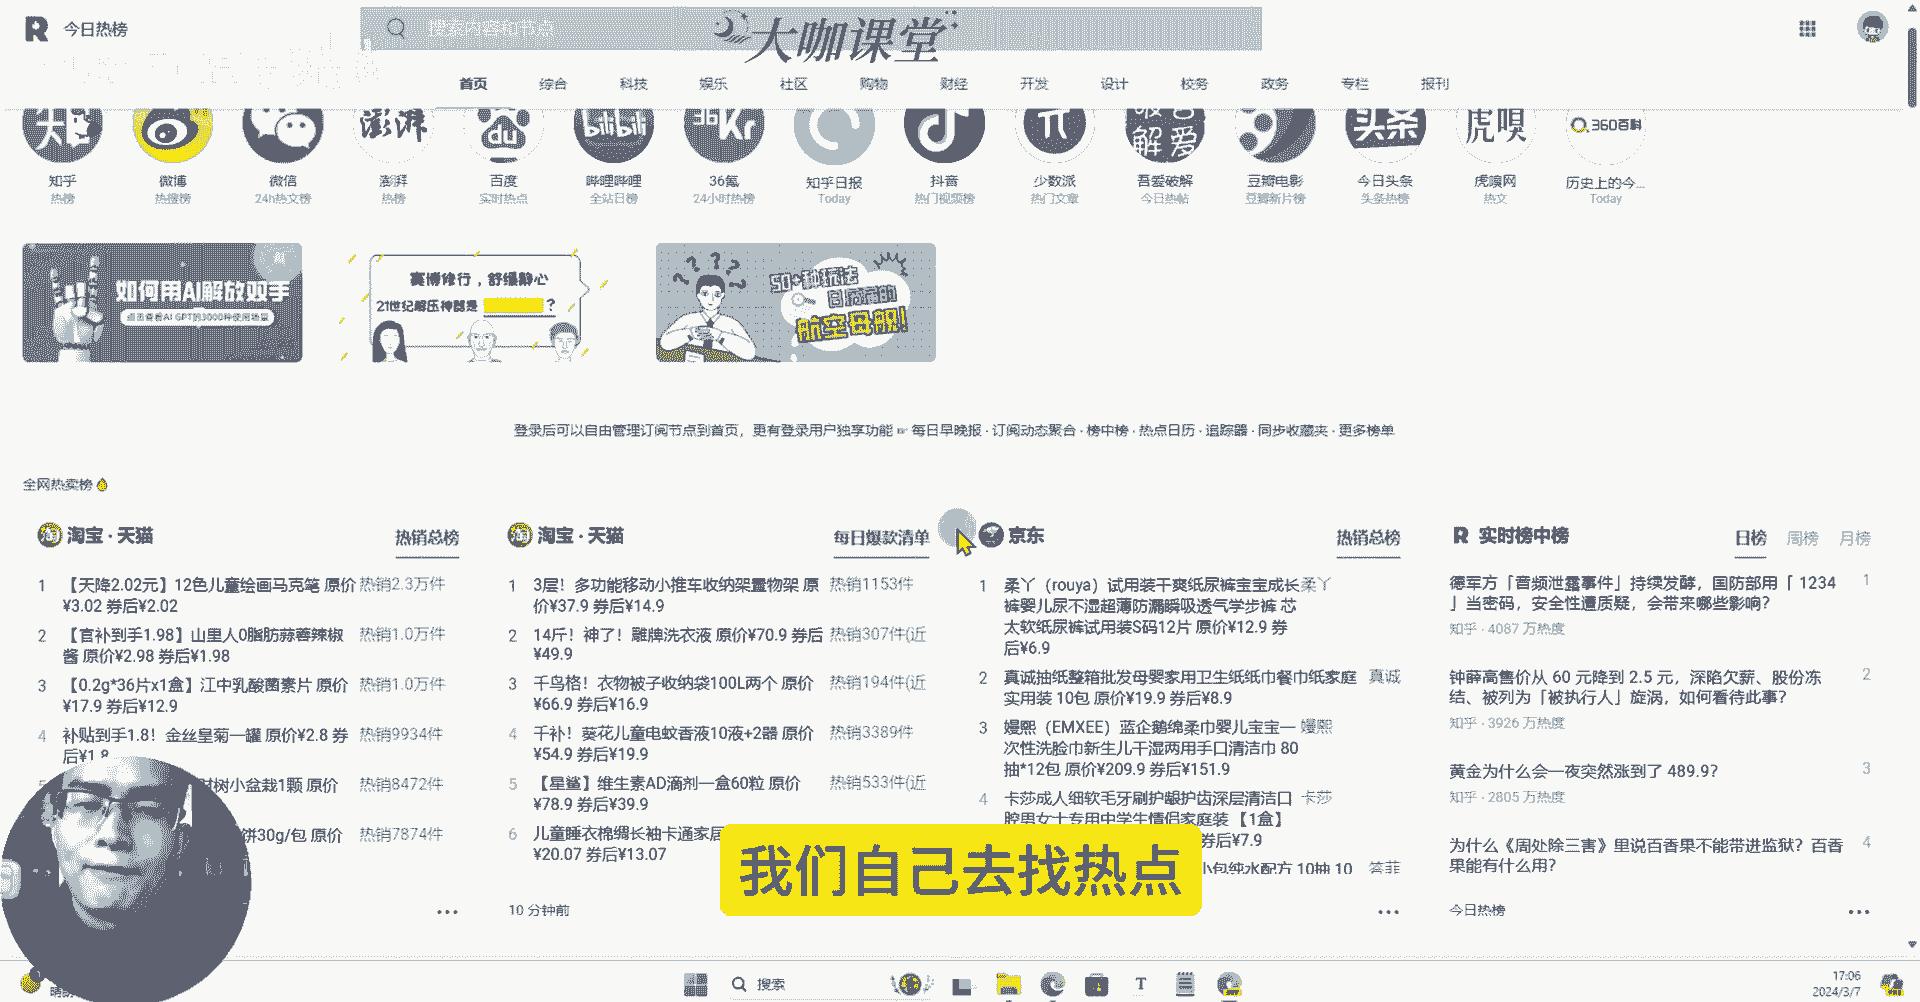 今日热榜
搜索内容和节点
大咖课堂
首页 综合 科技 娱乐 社区 购物 财经 开发 设计 校务 政务 专栏 报刊
澎湃
du
bilibili
36Kr
头条
虎嗅
360百科
知乎 微博 微信 澎湃 百度 哔哩哔哩 36氪 知乎日报 抖音 少数派 吾爱破解 豆瓣电影 今日头条 虎嗅网 历史上的今...
热榜 热搜榜 24h热文榜 热榜 实时热点 全站日榜 24小时热榜 Today 热门视频榜 热门文章 今日热帖 豆瓣新片榜 头条热榜 热文 Today
如何用AI解放双手
点击查看AI GPT的3000种使用场景
赛博修行，舒缓静心
21世纪解压神器是 ？
50+种玩法
航空母舰!
登录后可以自由管理订阅节点到首页，更有登录用户独享功能 ☞ 每日早晚报 · 订阅动态聚合 · 榜中榜 · 热点日历 · 追踪器 · 同步收藏夹 · 更多榜单
全网热卖榜
淘宝 · 天猫 热销总榜
1 【天降2.02元】12色儿童绘画马克笔 原价 热销2.3万件
¥3.02 券后¥2.02
2 【官补到手1.98】山里人0脂肪蒜蓉辣椒 热销1.0万件
酱 原价¥2.98 券后¥1.98
3 【0.2g*36片x1盒】江中乳酸菌素片 原价 热销1.0万件
¥17.9 券后¥12.9
4 补贴到手1.8！金丝皇菊一罐 原价¥2.8 券 热销9934件
后¥1.8
树小盆栽1颗 原价 热销8472件
饼30g/包 原价 热销7874件
淘宝 · 天猫 每日爆款清单
1 3层！多功能移动小推车收纳架置物架 原 热销1153件
价¥37.9 券后¥14.9
2 14斤！神了！雕牌洗衣液 原价¥70.9 券后 热销307件(近
¥49.9
3 千鸟格！衣物被子收纳袋100L两个 原价 热销194件(近
¥66.9 券后¥16.9
4 千补！葵花儿童电蚊香液10液+2器 原价 热销3389件
¥54.9 券后¥19.9
5 【星鲨】维生素AD滴剂一盒60粒 原价 热销533件(近
¥78.9 券后¥39.9
6 儿童睡衣棉绸长袖卡通家居
¥20.07 券后¥13.07
10 分钟前
京东 热销总榜
1 柔丫（rouya）试用装干爽纸尿裤宝宝成长 柔丫
裤婴儿尿不湿超薄防漏瞬吸透气学步裤 芯
太软纸尿裤试用装S码12片 原价¥12.9 券
后¥6.9
2 真诚抽纸整箱批发母婴家用卫生纸纸巾餐巾纸家庭 真诚
实用装 10包 原价¥19.9 券后¥8.9
3 嫚熙（EMXEE）蓝企鹅绵柔巾婴儿宝宝一 嫚熙
次性洗脸巾新生儿干湿两用手口清洁巾 80
抽*12包 原价¥209.9 券后¥151.9
4 卡莎成人细软毛牙刷护龈护齿深层清洁口 卡莎
腔男女士专用中学生情侣家庭装 【1盒】
券后¥7.9
小包纯水配方 10抽 10 答菲
实时榜中榜 日榜 周榜 月榜
德军方「音频泄露事件」持续发酵，国防部用「 1234 1
」当密码，安全性遭质疑，会带来哪些影响？
知乎 · 4087 万热度
钟薛高售价从 60 元降到 2.5 元，深陷欠薪、股份冻 2
结、被列为「被执行人」旋涡，如何看待此事？
知乎 · 3926 万热度
黄金为什么会一夜突然涨到了 489.9？ 3
知乎 · 2805 万热度
为什么《周处除三害》里说百香果不能带进监狱？百香 4
果能有什么用？
今日热榜
我们自己去找热点
搜索
17:06
2024/3/7